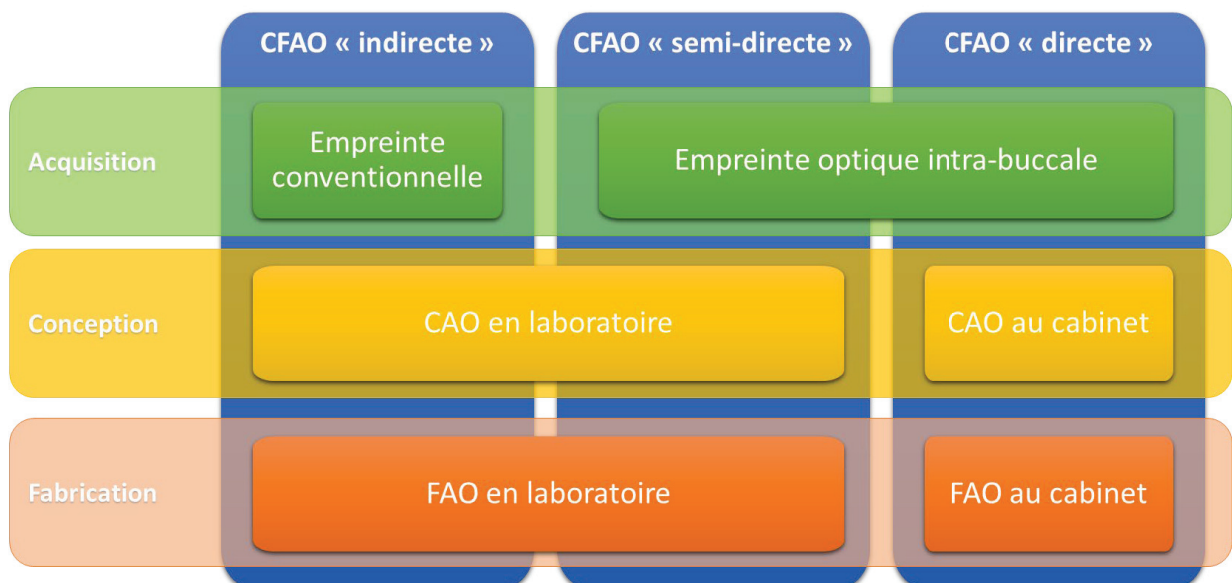 CFAO « indirecte »
CFAO « semi-directe »
CFAO « directe »
Acquisition
Empreinte
conventionnelle
Empreinte optique intra-buccale
Conception
CAO en laboratoire
CAO au cabinet
Fabrication
FAO en laboratoire
FAO au cabinet